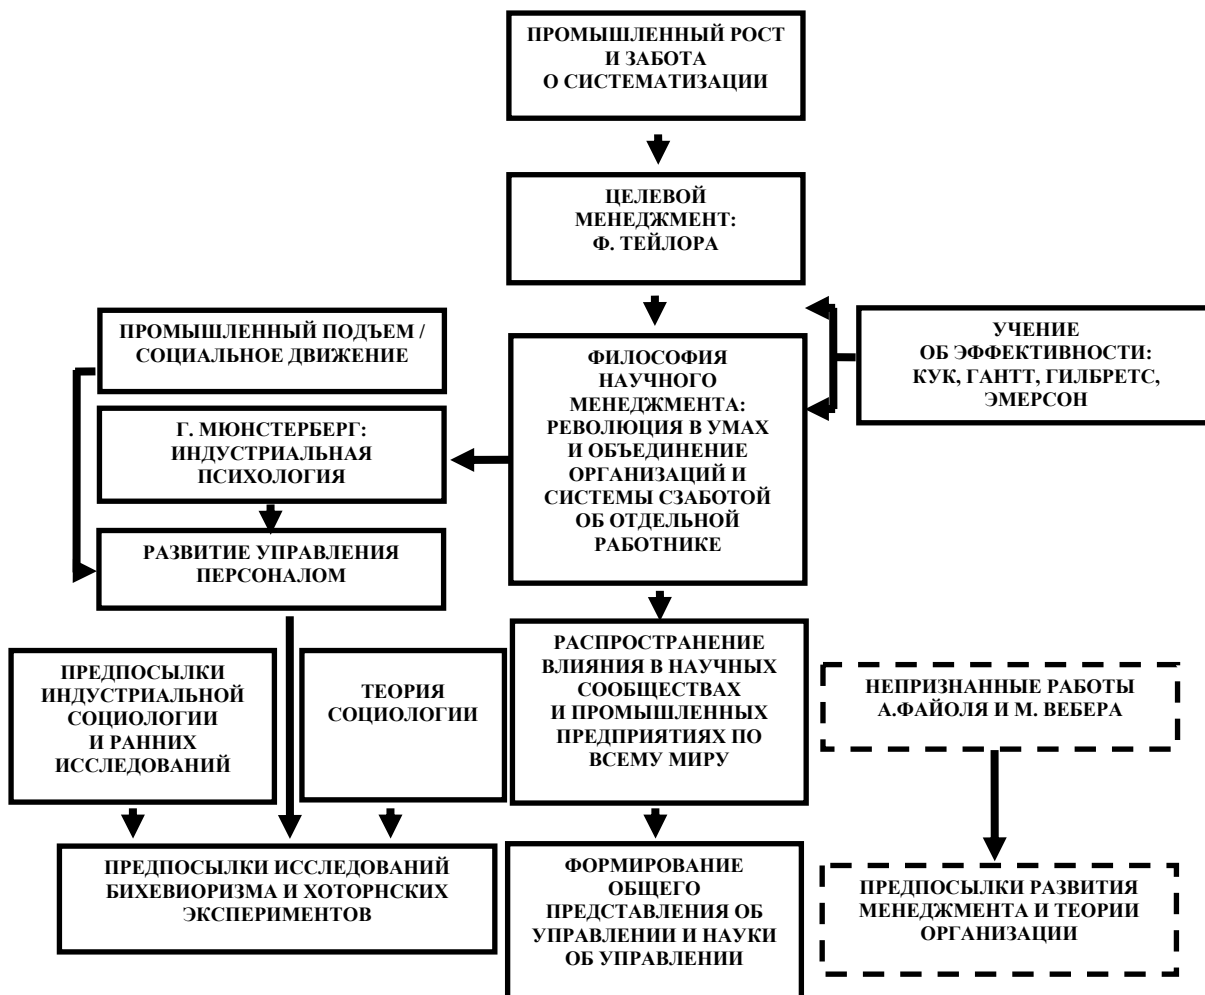 ПРОМЫШЛЕННЫЙ РОСТ
И ЗАБОТА
О СИСТЕМАТИЗАЦИИ
ЦЕЛЕВОЙ
МЕНЕДЖМЕНТ:
Ф. ТЕЙЛОРА
ПРОМЫШЛЕННЫЙ ПОДЪЕМ /
СОЦИАЛЬНОЕ ДВИЖЕНИЕ
ФИЛОСОФИЯ
НАУЧНОГО
МЕНЕДЖМЕНТА:
РЕВОЛЮЦИЯ В УМАХ
И ОБЪЕДИНЕНИЕ
ОРГАНИЗАЦИЙ И
СИСТЕМЫ СЗАБОТОЙ
ОБ ОТДЕЛЬНОЙ
РАБОТНИКЕ
УЧЕНИЕ
ОБ ЭФФЕКТИВНОСТИ:
КУК, ГАНТТ, ГИЛБРЕТС,
ЭМЕРСОН
Г. МЮНСТЕРБЕРГ:
ИНДУСТРИАЛЬНАЯ
ПСИХОЛОГИЯ
РАЗВИТИЕ УПРАВЛЕНИЯ
ПЕРСОНАЛОМ
ПРЕДПОСЫЛКИ
ИНДУСТРИАЛЬНОЙ
СОЦИОЛОГИИ
И РАННИХ
ИССЛЕДОВАНИЙ
ТЕОРИЯ
СОЦИОЛОГИИ
РАСПРОСТРАНЕНИЕ
ВЛИЯНИЯ В НАУЧНЫХ
СООБЩЕСТВАХ
И ПРОМЫШЛЕННЫХ
ПРЕДПРИЯТИЯХ ПО
ВСЕМУ МИРУ
НЕПРИЗНАННЫЕ РАБОТЫ
А.ФАЙОЛЯ И М. ВЕБЕРА
ПРЕДПОСЫЛКИ ИССЛЕДОВАНИЙ
БИХЕВИОРИЗМА И ХОТОРНСКИХ
ЭКСПЕРИМЕНТОВ
ФОРМИРОВАНИЕ
ОБЩЕГО
ПРЕДСТАВЛЕНИЯ ОБ
УПРАВЛЕНИИ И НАУКИ
ОБ УПРАВЛЕНИИ
ПРЕДПОСЫЛКИ РАЗВИТИЯ
МЕНЕДЖМЕНТА И ТЕОРИИ
ОРГАНИЗАЦИИ